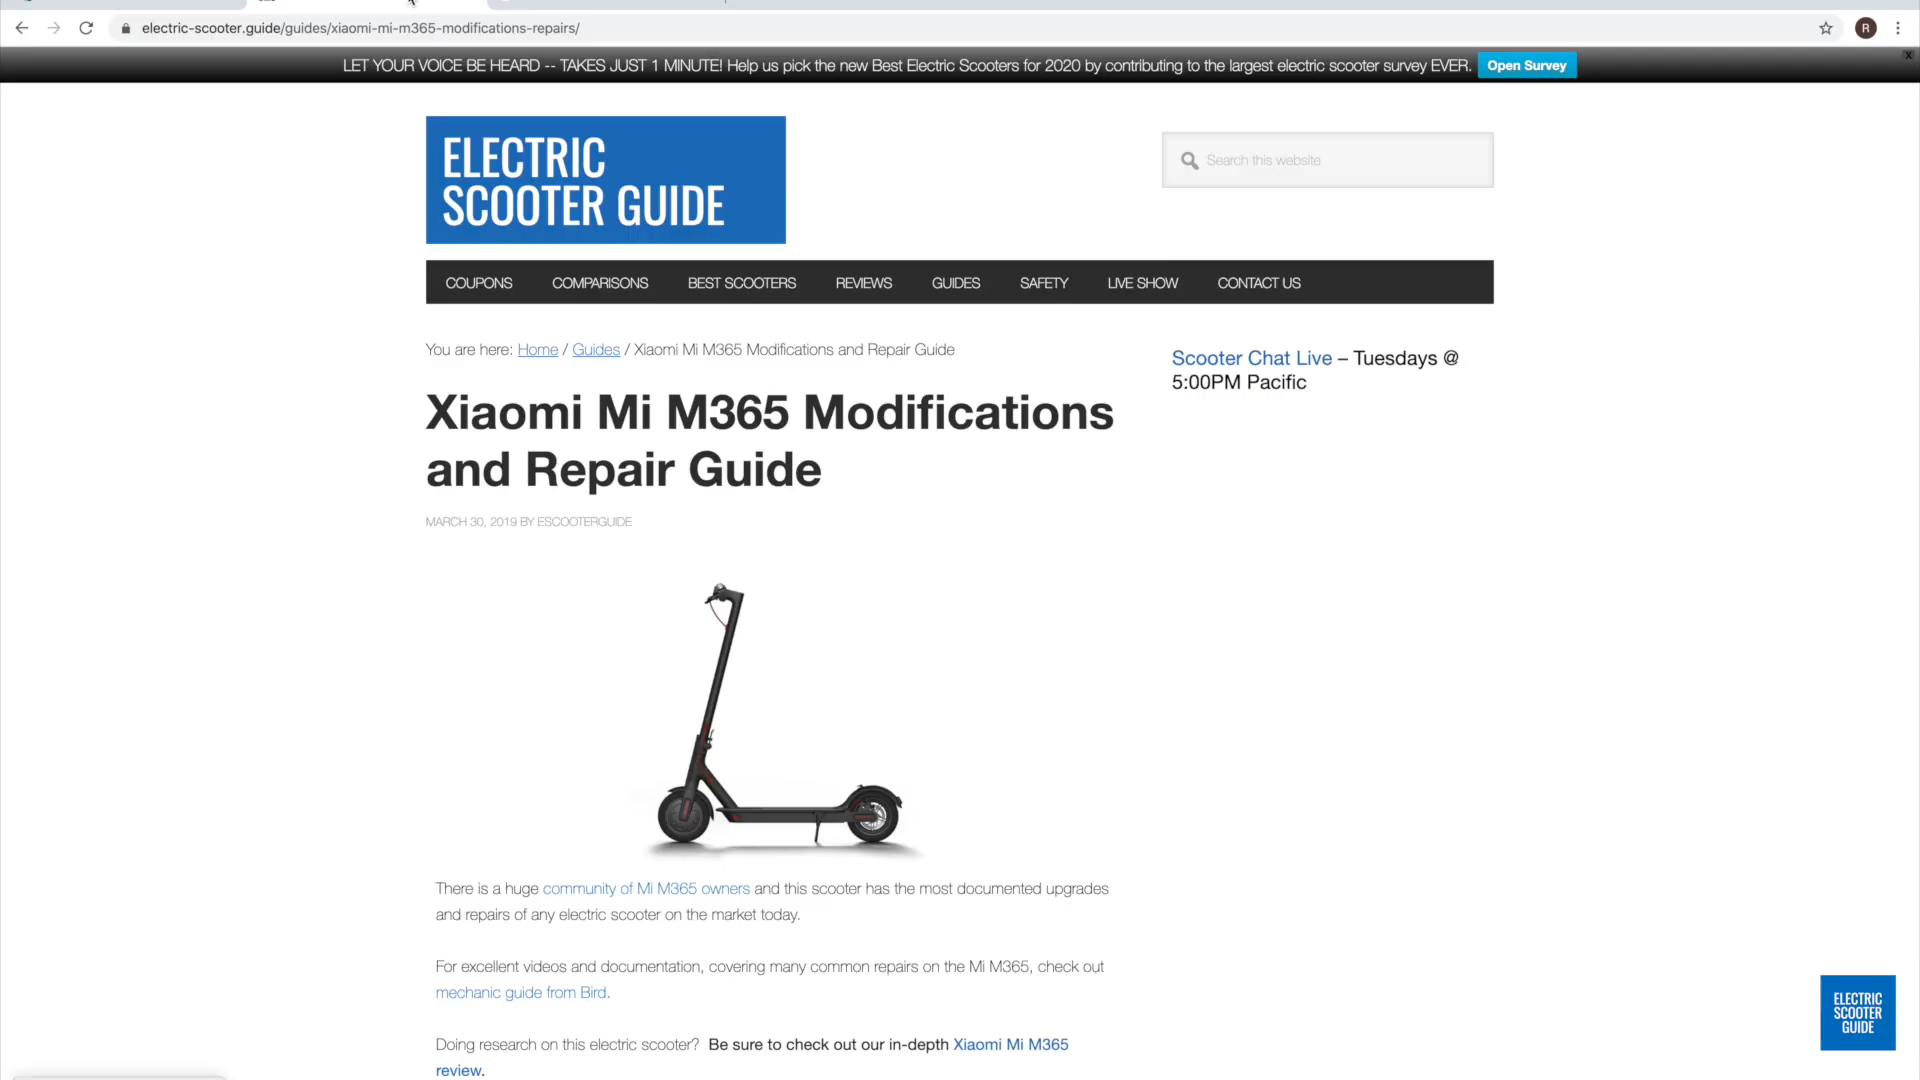 electric-scooter.guide/guides/xiaomi-mi-m365-modifications-repairs/
R
LET YOUR VOICE BE HEARD -- TAKES JUST 1 MINUTE! Help us pick the new Best Electric Scooters for 2020 by contributing to the largest electric scooter survey EVER. Open Survey
x
ELECTRIC
SCOOTER GUIDE
Search this website
COUPONS COMPARISONS BEST SCOOTERS REVIEWS GUIDES SAFETY LIVE SHOW CONTACT US
You are here: Home / Guides / Xiaomi Mi M365 Modifications and Repair Guide
Scooter Chat Live – Tuesdays @
5:00PM Pacific
Xiaomi Mi M365 Modifications
and Repair Guide
MARCH 30, 2019 BY ESCOOTERGUIDE
There is a huge community of Mi M365 owners and this scooter has the most documented upgrades
and repairs of any electric scooter on the market today.
For excellent videos and documentation, covering many common repairs on the Mi M365, check out
mechanic guide from Bird.
ELECTRIC
SCOOTER
GUIDE
Doing research on this electric scooter? Be sure to check out our in-depth Xiaomi Mi M365
review.